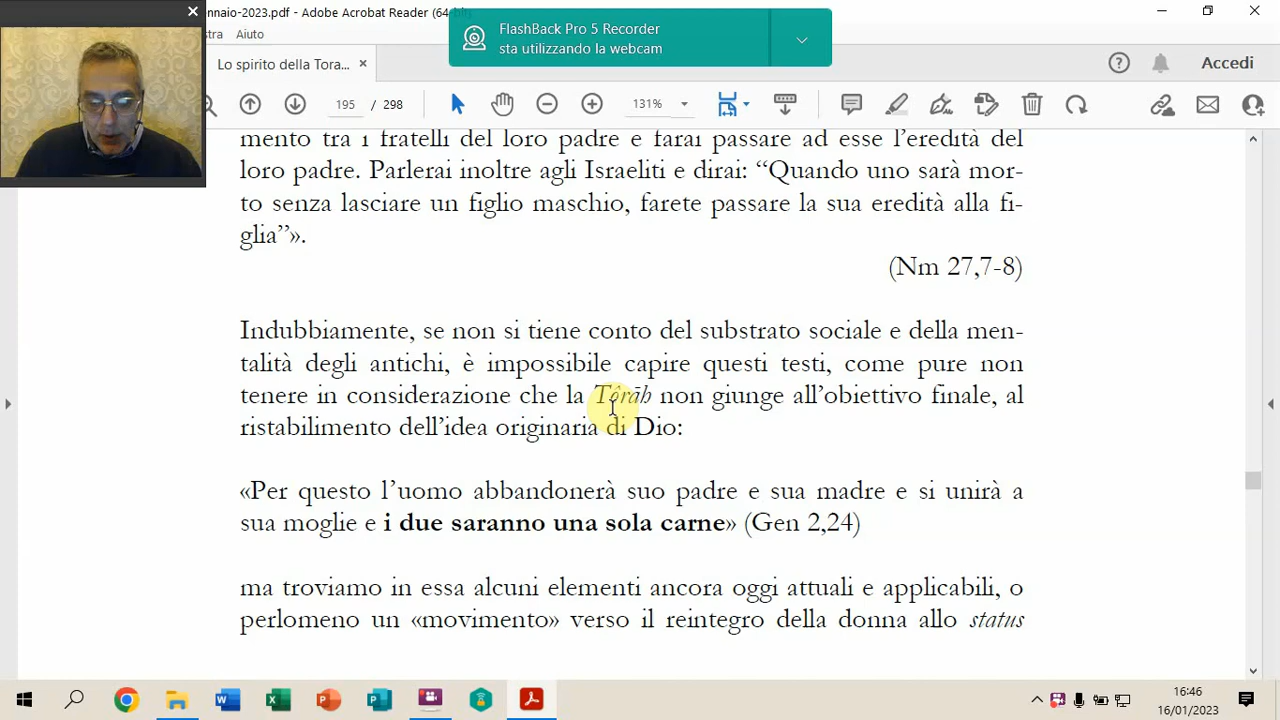 nnaio-2023.pdf - Adobe Acrobat Reader (64-bit)
FlashBack Pro 5 Recorder
sta utilizzando la webcam
stra Aiuto
Lo spirito della Tora...
Accedi
195 / 298
131%
mento tra i fratelli del loro padre e farai passare ad esse l’eredità del
loro padre. Parlerai inoltre agli Israeliti e dirai: “Quando uno sarà mor-
to senza lasciare un figlio maschio, farete passare la sua eredità alla fi-
glia”».
(Nm 27,7-8)
Indubbiamente, se non si tiene conto del substrato sociale e della men-
talità degli antichi, è impossibile capire questi testi, come pure non
tenere in considerazione che la Tôrāh non giunge all’obiettivo finale, al
ristabilimento dell’idea originaria di Dio:
«Per questo l’uomo abbandonerà suo padre e sua madre e si unirà a
sua moglie e i due saranno una sola carne» (Gen 2,24)
ma troviamo in essa alcuni elementi ancora oggi attuali e applicabili, o
perlomeno un «movimento» verso il reintegro della donna allo status
16:46
16/01/2023